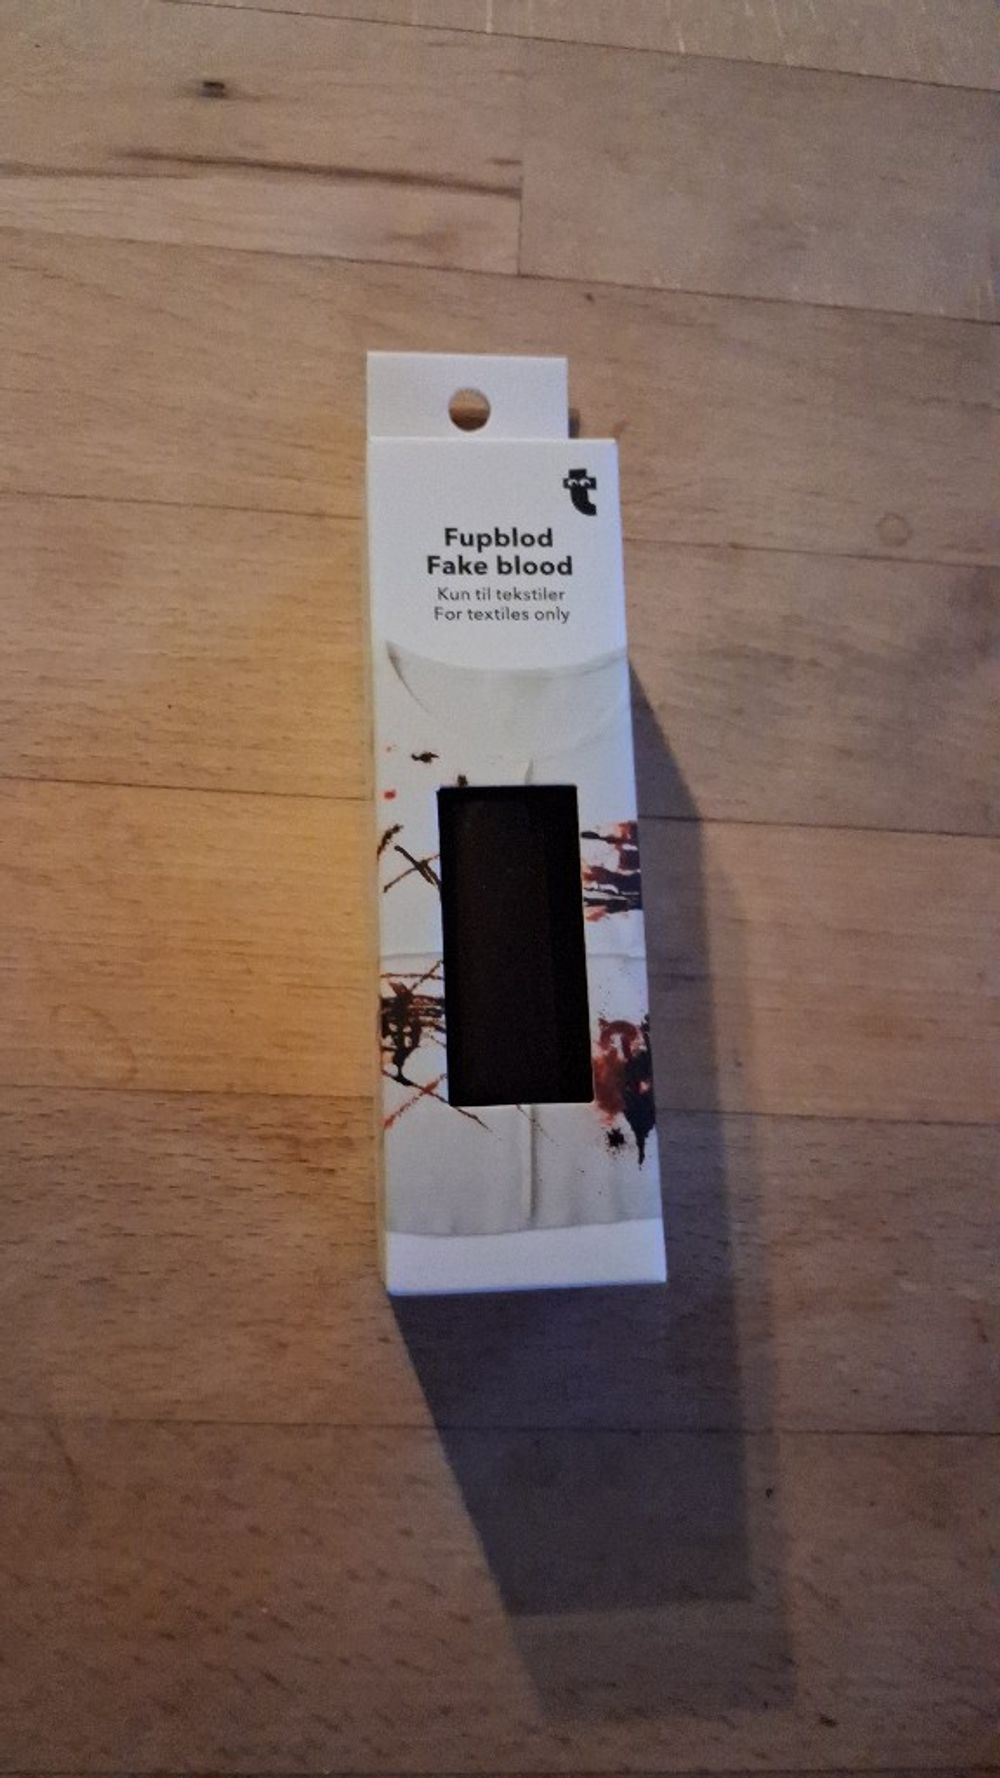 t
Fupblod
Fake blood
Kun til tekstiler
For textiles only